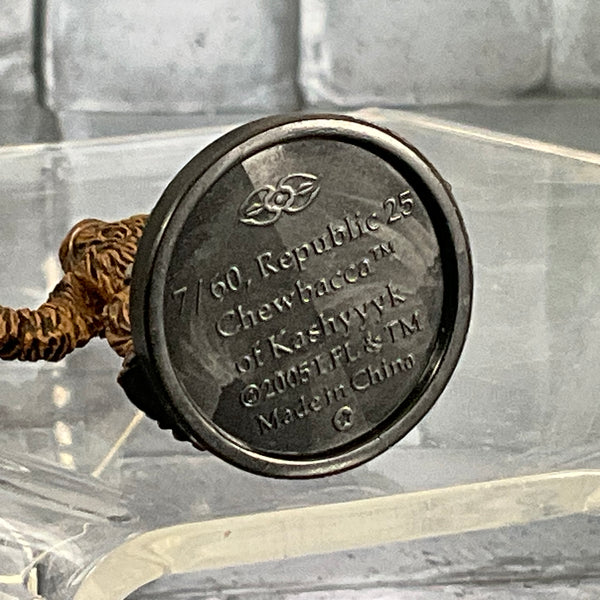 7/60, Republic 25
Chewbacca™
of Kashyyyk
©2005 LFL & TM
Made in China